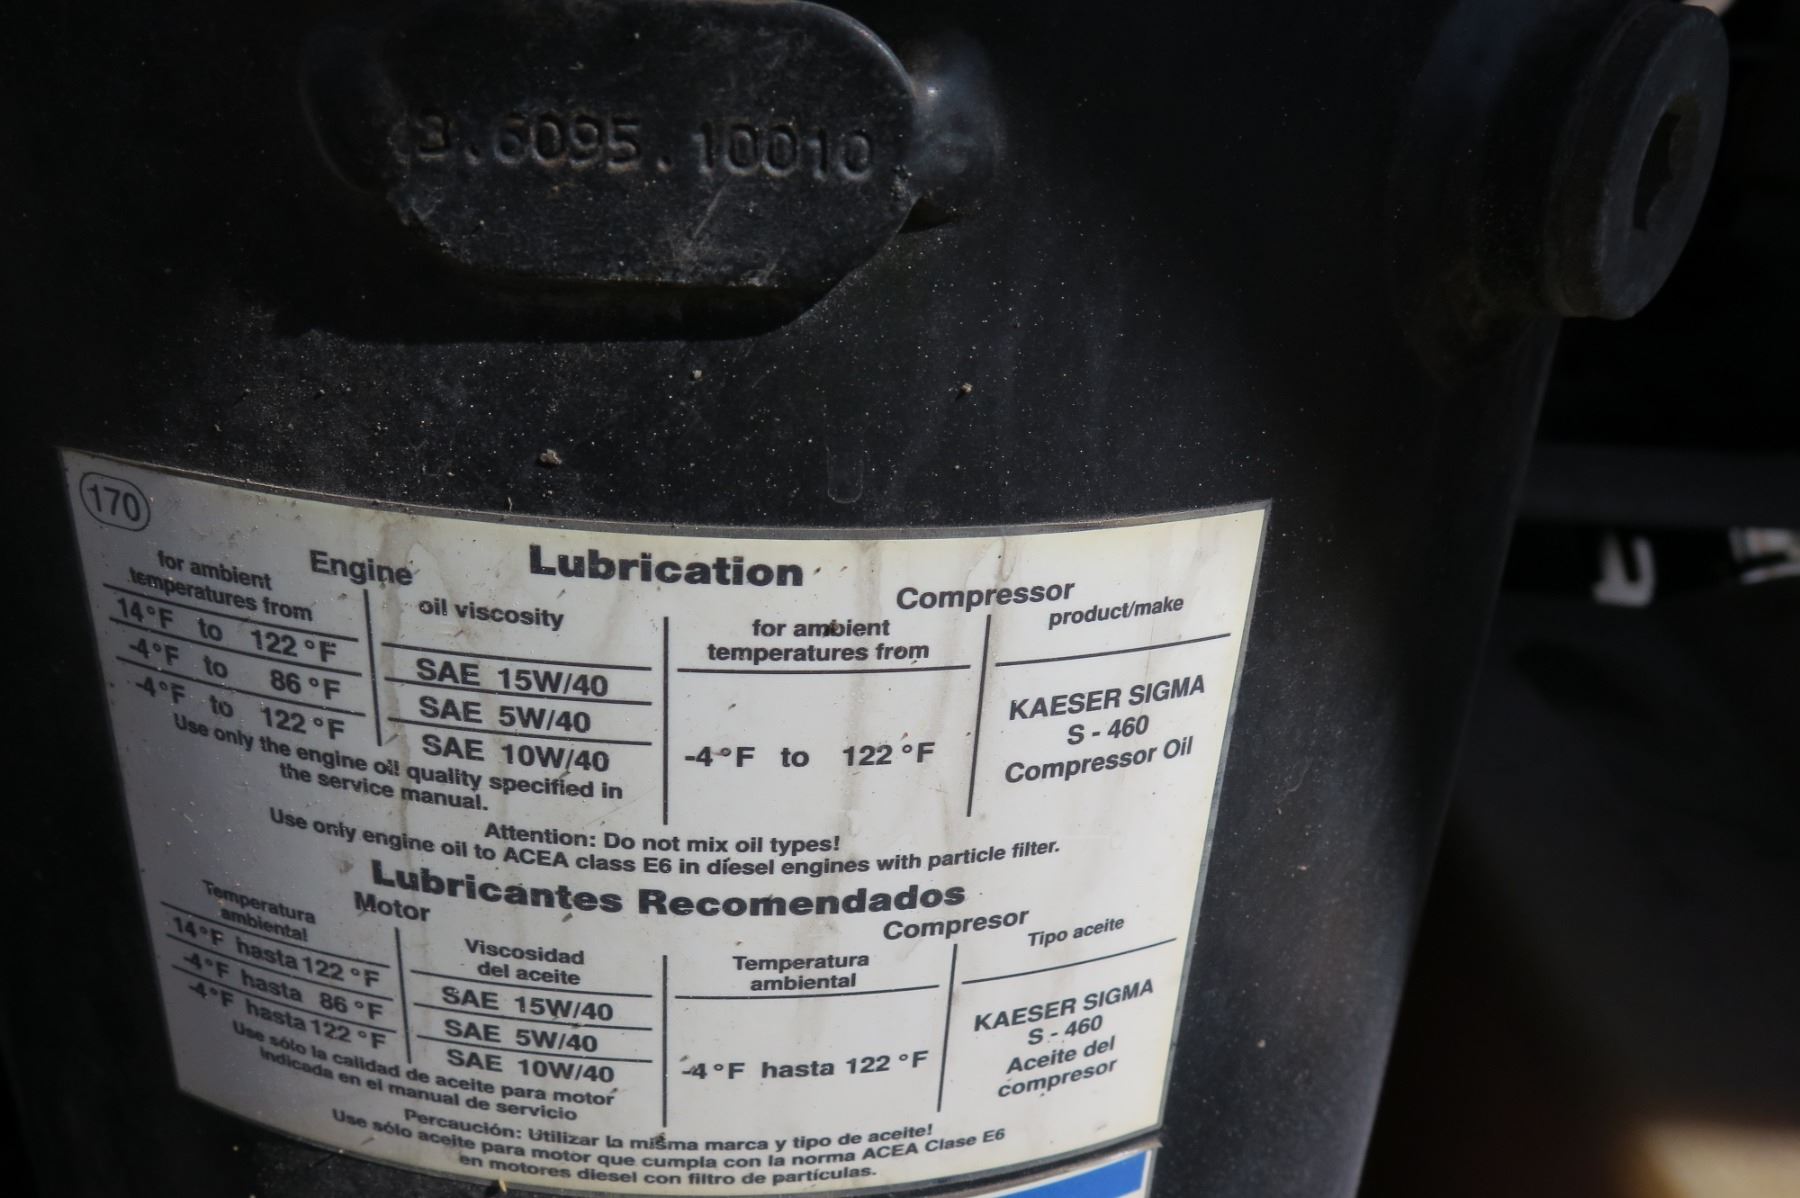 3.6095.10010
170
Lubrication
Engine
Compressor
for ambient
temperatures from
oil viscosity
for ambient
temperatures from
product/make
14°F to 122 °F
SAE 15W/40
-4°F to 86 °F
SAE 5W/40
-4°F to 122 °F
SAE 10W/40
-4°F to 122 °F
KAESER SIGMA
S - 460
Compressor Oil
Use only the engine oil quality specified in
the service manual.
Attention: Do not mix oil types!
Use only engine oil to ACEA class E6 in diesel engines with particle filter.
Lubricantes Recomendados
Motor
Compresor
Temperatura
ambiental
Viscosidad
del aceite
Temperatura
ambiental
Tipo aceite
14°F hasta 122 °F
SAE 15W/40
-4°F hasta 86 °F
SAE 5W/40
-4°F hasta 122 °F
SAE 10W/40
-4°F hasta 122 °F
KAESER SIGMA
S - 460
Aceite del
compresor
Use sólo la calidad de aceite para motor
Indicada en el manual de servicio
Percaución: Utilizar la misma marca y tipo de aceite!
Use sólo aceite para motor que cumpla con la norma ACEA Clase E6
en motores diesel con filtro de partículas.